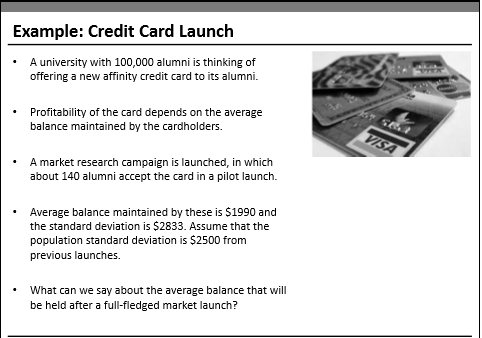 Example: Credit Card Launch
• A university with 100,000 alumni is thinking of
offering a new affinity credit card to its alumni.
• Profitability of the card depends on the average
balance maintained by the cardholders.
• A market research campaign is launched, in which
about 140 alumni accept the card in a pilot launch.
• Average balance maintained by these is $1990 and
the standard deviation is $2833. Assume that the
population standard deviation is $2500 from
previous launches.
• What can we say about the average balance that will
be held after a full-fledged market launch?
VISA